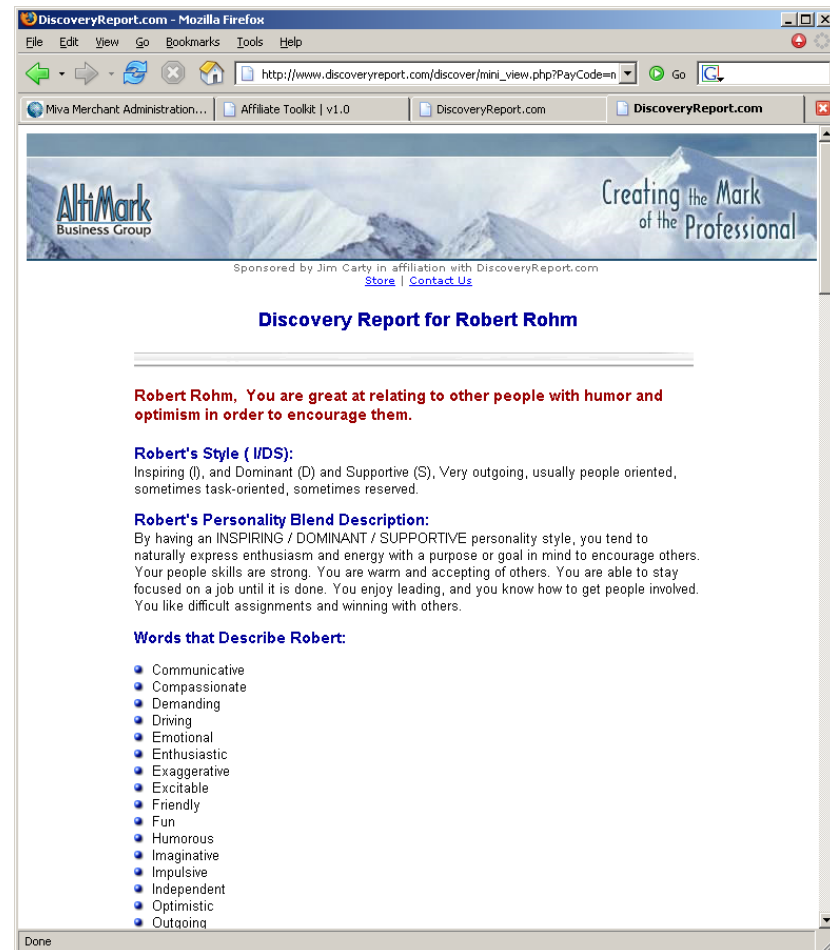 DiscoveryReport.com - Mozilla Firefox
File Edit View Go Bookmarks Tools Help
http://www.discoveryreport.com/discover/mini_view.php?PayCode=n
Go
G
Miva Merchant Administration... Affiliate Toolkit | v1.0 DiscoveryReport.com DiscoveryReport.com
AltiMark
Business Group
Creating the Mark
of the Professional
Sponsored by Jim Carty in affiliation with DiscoveryReport.com
Store | Contact Us
Discovery Report for Robert Rohm
Robert Rohm, You are great at relating to other people with humor and
optimism in order to encourage them.
Robert's Style ( I/DS):
Inspiring (I), and Dominant (D) and Supportive (S), Very outgoing, usually people oriented,
sometimes task-oriented, sometimes reserved.
Robert's Personality Blend Description:
By having an INSPIRING / DOMINANT / SUPPORTIVE personality style, you tend to
naturally express enthusiasm and energy with a purpose or goal in mind to encourage others.
Your people skills are strong. You are warm and accepting of others. You are able to stay
focused on a job until it is done. You enjoy leading, and you know how to get people involved.
You like difficult assignments and winning with others.
Words that Describe Robert:
Communicative
Compassionate
Demanding
Driving
Emotional
Enthusiastic
Exaggerative
Excitable
Friendly
Fun
Humorous
Imaginative
Impulsive
Independent
Optimistic
Outgoing
Done